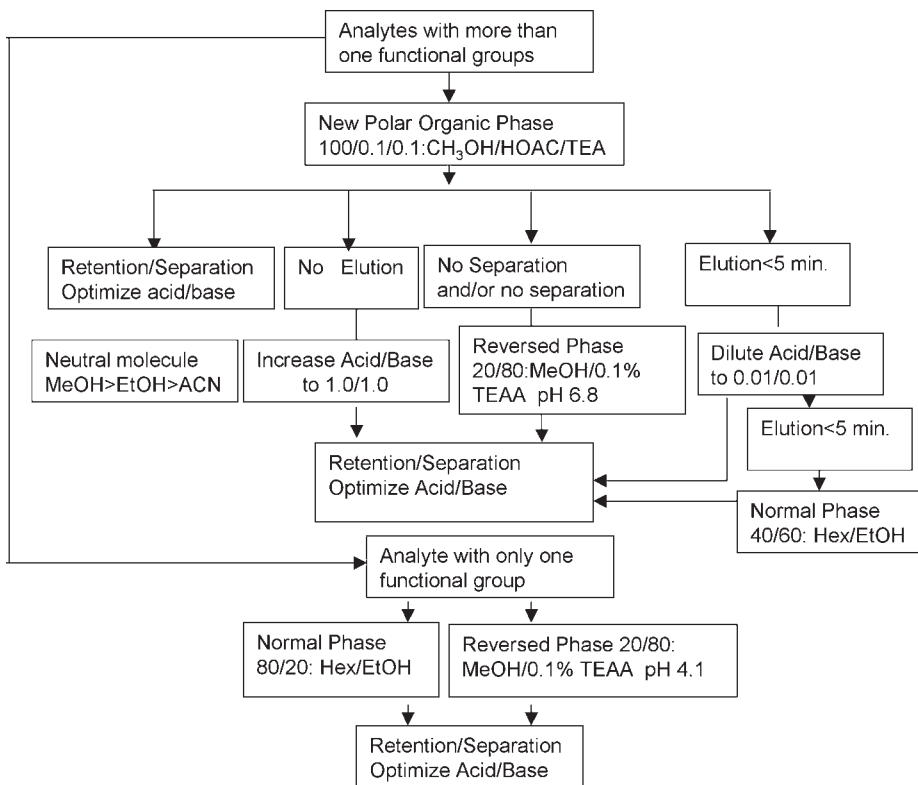 Analytes with more than
one functional groups
New Polar Organic Phase
100/0.1/0.1:CH₃OH/HOAC/TEA
Retention/Separation
Optimize acid/base
No Elution
No Separation
and/or no separation
Elution<5 min.
Neutral molecule
MeOH>EtOH>ACN
Increase Acid/Base
to 1.0/1.0
Reversed Phase
20/80:MeOH/0.1%
TEAA pH 6.8
Dilute Acid/Base
to 0.01/0.01
Elution<5 min.
Retention/Separation
Optimize Acid/Base
Normal Phase
40/60: Hex/EtOH
Analyte with only one
functional group
Normal Phase
80/20: Hex/EtOH
Reversed Phase 20/80:
MeOH/0.1% TEAA pH 4.1
Retention/Separation
Optimize Acid/Base